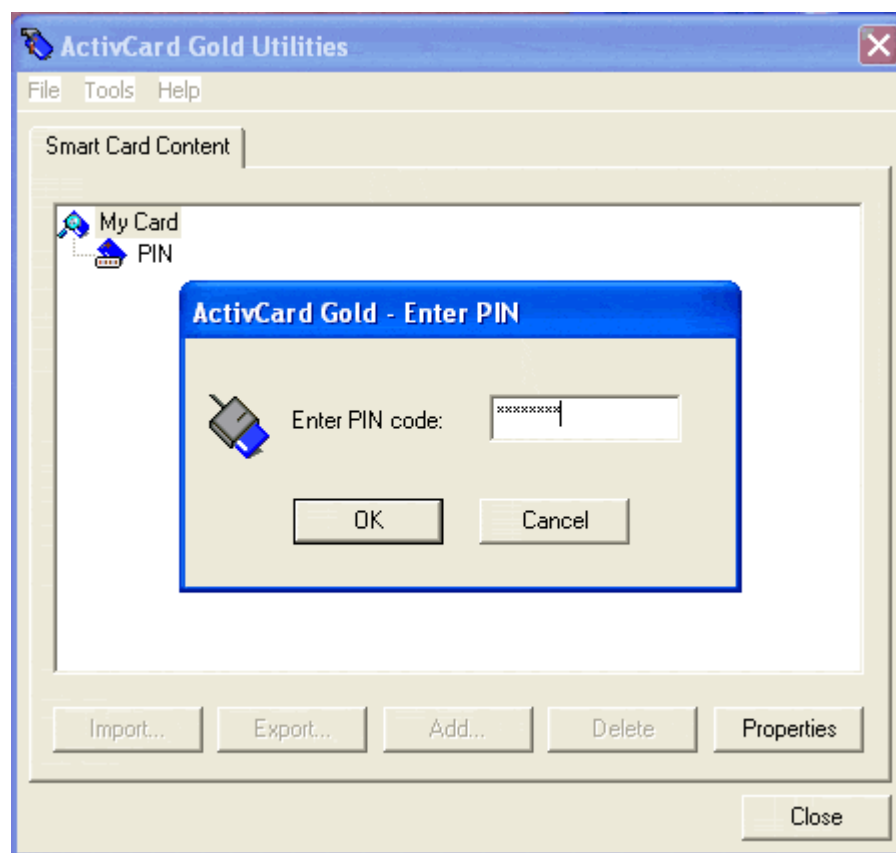 ActivCard Gold Utilities
File Tools Help
Smart Card Content
My Card
PIN
ActivCard Gold - Enter PIN
Enter PIN code: ********
OK Cancel
Import... Export... Add... Delete Properties
Close